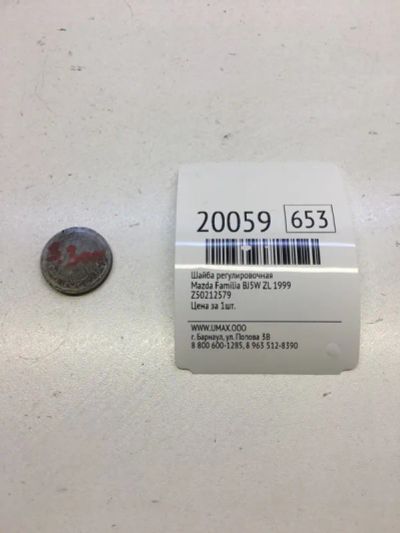 20059 653
Шайба регулировочная
Mazda Familia BJ5W ZL 1999
Z50212579
Цена за 1шт.
WWW.UMAX.OOO
г. Барнаул, ул. Попова 3В
8 800 600-1285, 8 963 512-8390